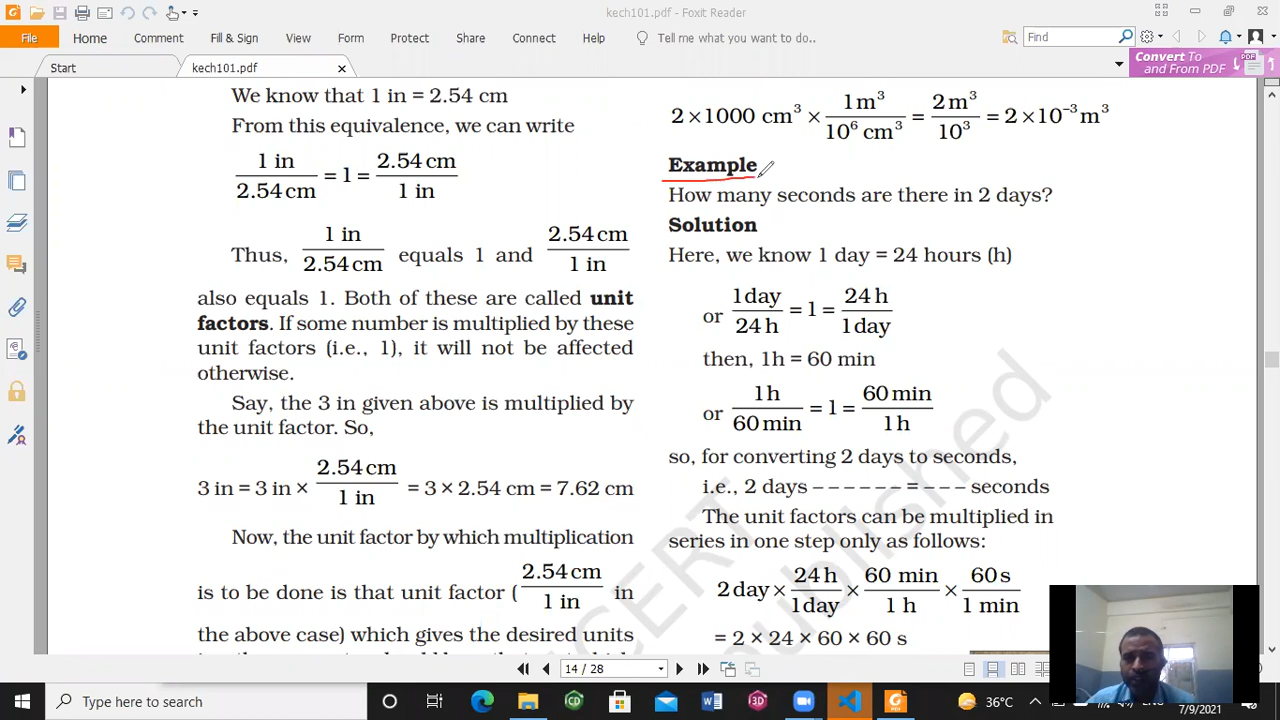 kech101.pdf - Foxit Reader
File Home Comment Fill & Sign View Form Protect Share Connect Help Tell me what you want to do.. Find
Start kech101.pdf
Convert To and From PDF
We know that 1 in = 2.54 cm
From this equivalence, we can write
1 in / 2.54 cm = 1 = 2.54 cm / 1 in
Thus, 1 in / 2.54 cm equals 1 and 2.54 cm / 1 in
also equals 1. Both of these are called unit
factors. If some number is multiplied by these
unit factors (i.e., 1), it will not be affected
otherwise.
Say, the 3 in given above is multiplied by
the unit factor. So,
3 in = 3 in × 2.54 cm / 1 in = 3 × 2.54 cm = 7.62 cm
Now, the unit factor by which multiplication
is to be done is that unit factor ( 2.54 cm / 1 in in
the above case) which gives the desired units
2 ×1000 cm³ × 1 m³ / 10⁶ cm³ = 2 m³ / 10³ = 2 ×10⁻³ m³
Example
How many seconds are there in 2 days?
Solution
Here, we know 1 day = 24 hours (h)
or 1day / 24 h = 1 = 24 h / 1day
then, 1h = 60 min
or 1h / 60 min = 1 = 60 min / 1 h
so, for converting 2 days to seconds,
i.e., 2 days – – – – – – = – – – seconds
The unit factors can be multiplied in
series in one step only as follows:
2 day × 24 h / 1day × 60 min / 1 h × 60 s / 1 min
= 2 × 24 × 60 × 60 s
14 / 28
Type here to search
36°C
7/9/2021